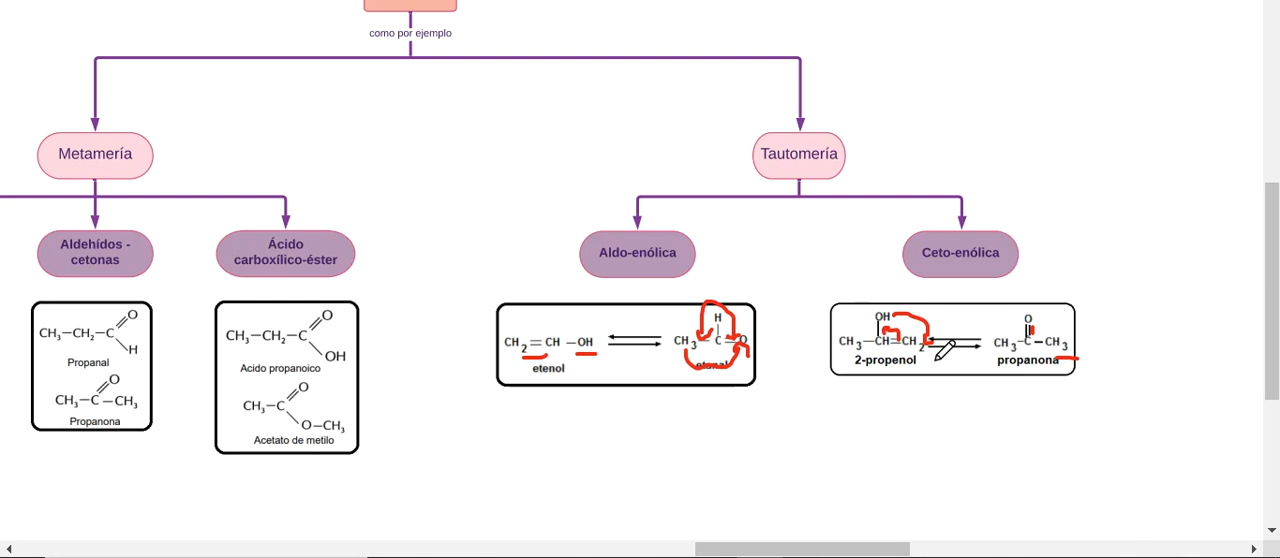 como por ejemplo
Metamería
Tautomería
Aldehídos -
cetonas
Ácido
carboxílico-éster
Aldo-enólica
Ceto-enólica
O
CH₃−CH₂−C
H
Propanal
O
CH₃−C−CH₃
Propanona
O
CH₃−CH₂−C
OH
Acido propanoico
O
CH₃−C
O−CH₃
Acetato de metilo
CH₂=CH−OH
etenol
H
CH₃−C=O
etanal
OH
CH₃−CH=CH₂
2-propenol
O
CH₃−C−CH₃
propanona